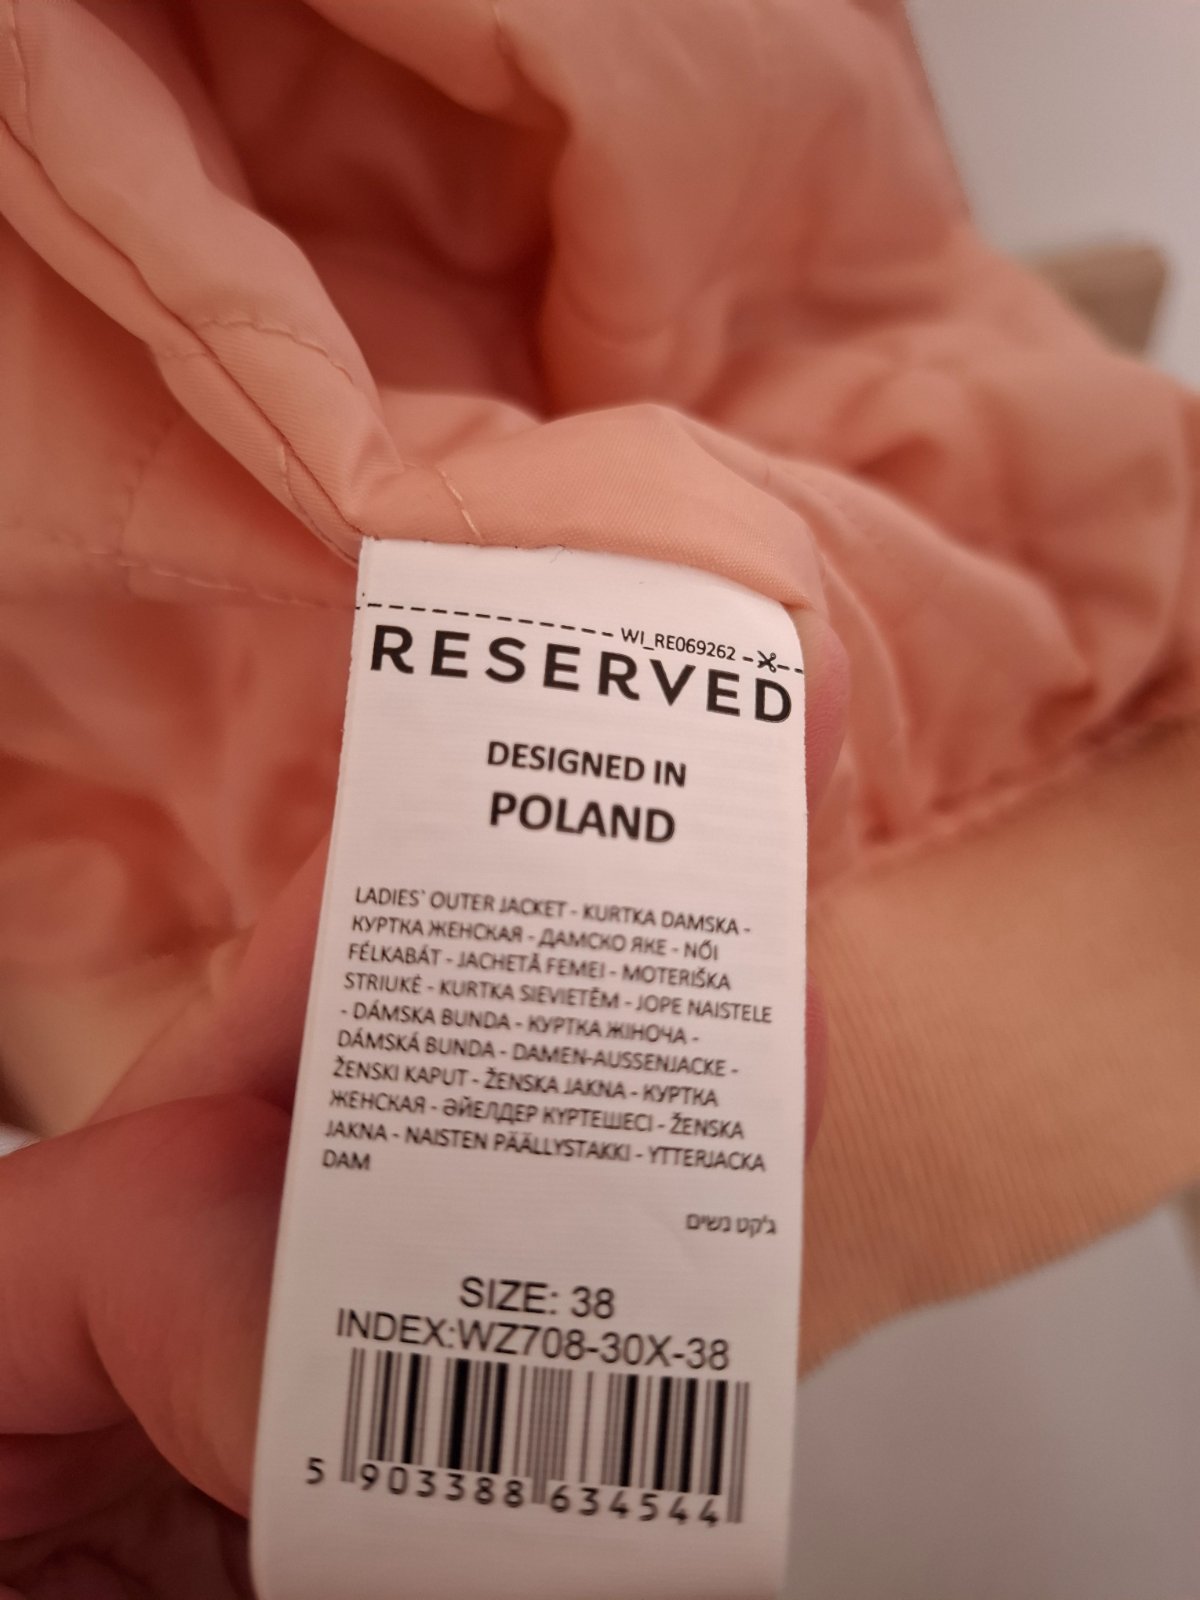 WI_RE069262
RESERVED
DESIGNED IN
POLAND
LADIES` OUTER JACKET - KURTKA DAMSKA -
КУРТКА ЖЕНСКАЯ - ДАМСКО ЯКЕ - NŐI
FÉLKABÁT - JACHETĂ FEMEI - MOTERIŠKA
STRIUKĖ - KURTKA SIEVIETĒM - JOPE NAISTELE
- DÁMSKA BUNDA - КУРТКА ЖІНОЧА -
DÁMSKÁ BUNDA - DAMEN-AUSSENJACKE -
ŽENSKI KAPUT - ŽENSKA JAKNA - КУРТКА
ЖЕНСКАЯ - ӘЙЕЛДЕР КҮРТЕШЕСІ - ŽENSKA
JAKNA - NAISTEN PÄÄLLYSTAKKI - YTTERJACKA
DAM
ג'קט נשים
SIZE: 38
INDEX:WZ708-30X-38
5 903388 634544